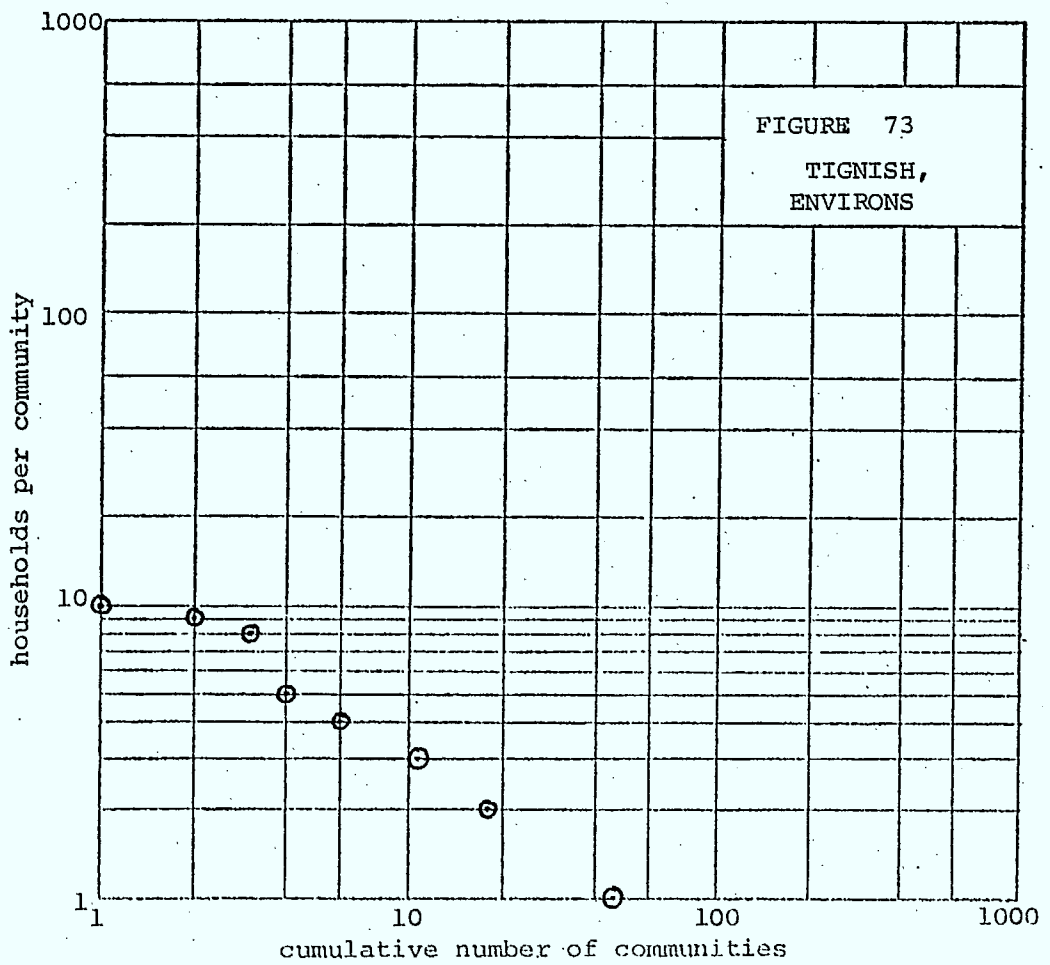 1000
FIGURE 73
TIGNISH,
ENVIRONS
households per community
100
10
1
1 10 100 1000
cumulative number of communities